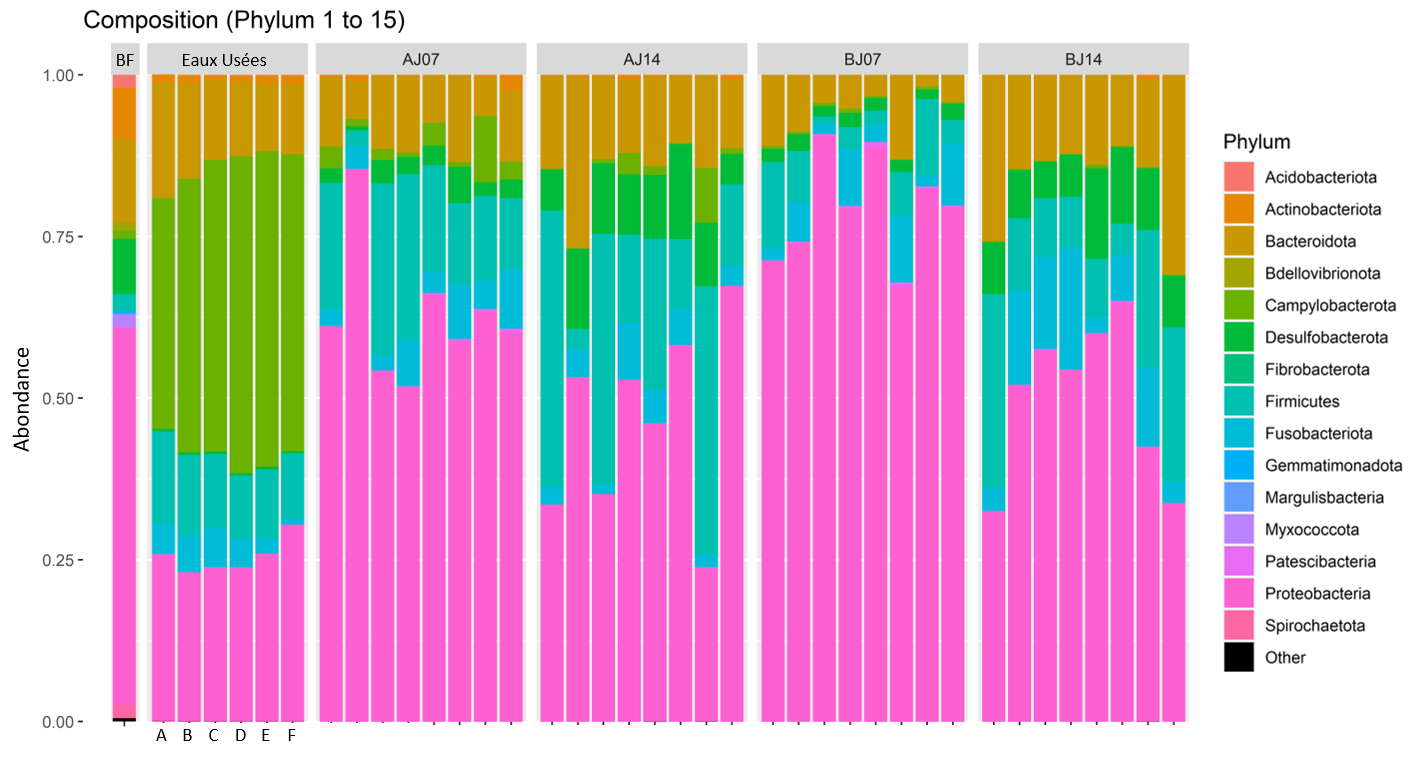 Composition (Phylum 1 to 15)
BF
Eaux Usées
AJ07
AJ14
BJ07
BJ14
1.00
0.75
0.50
0.25
0.00
Abondance
A B C D E F
Phylum
Acidobacteriota
Actinobacteriota
Bacteroidota
Bdellovibrionota
Campylobacterota
Desulfobacterota
Fibrobacterota
Firmicutes
Fusobacteriota
Gemmatimonadota
Margulisbacteria
Myxococcota
Patescibacteria
Proteobacteria
Spirochaetota
Other